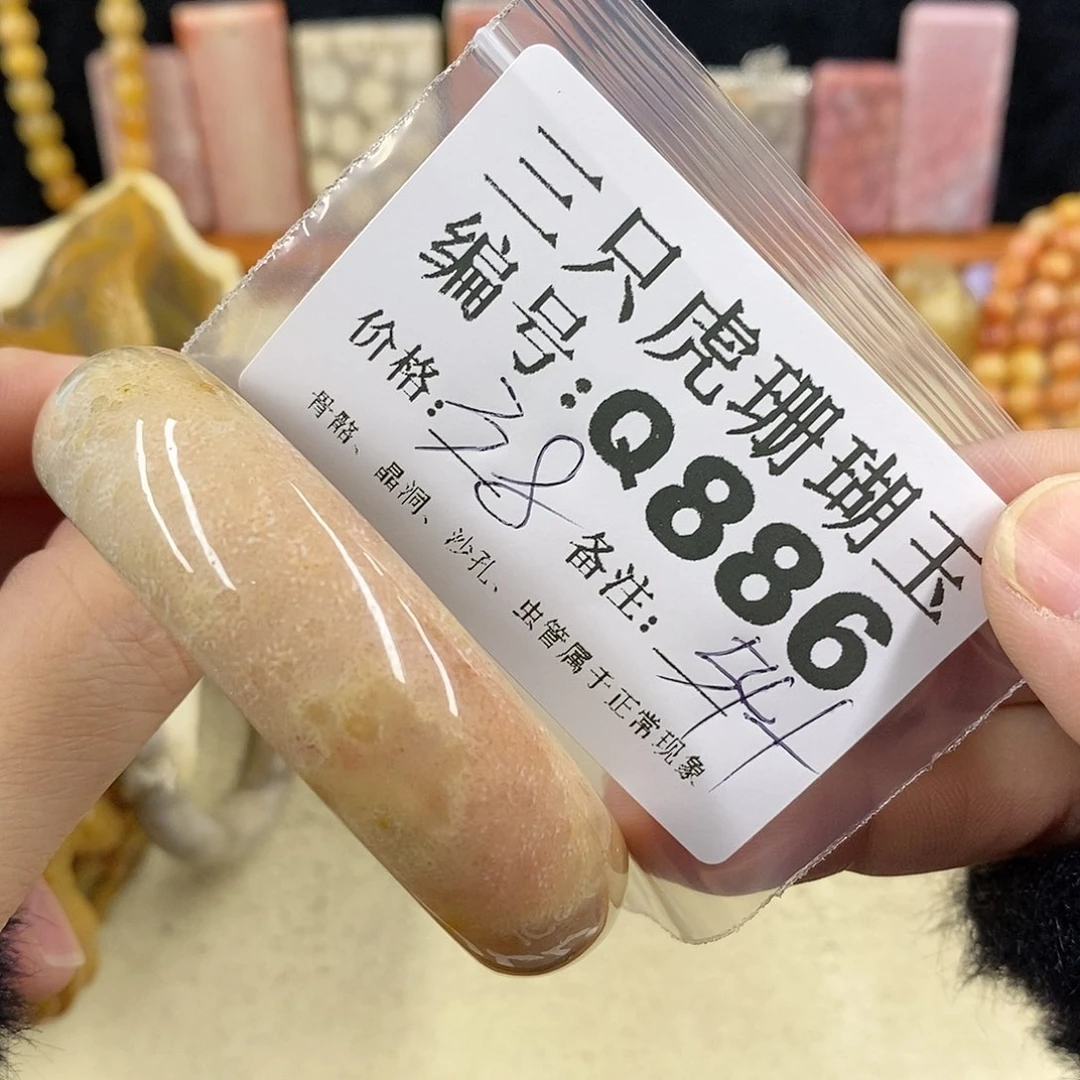 三只虎珊瑚玉
编号：Q886
价格：38 备注：
骨骼、晶洞、沙孔、虫管属于正常现象